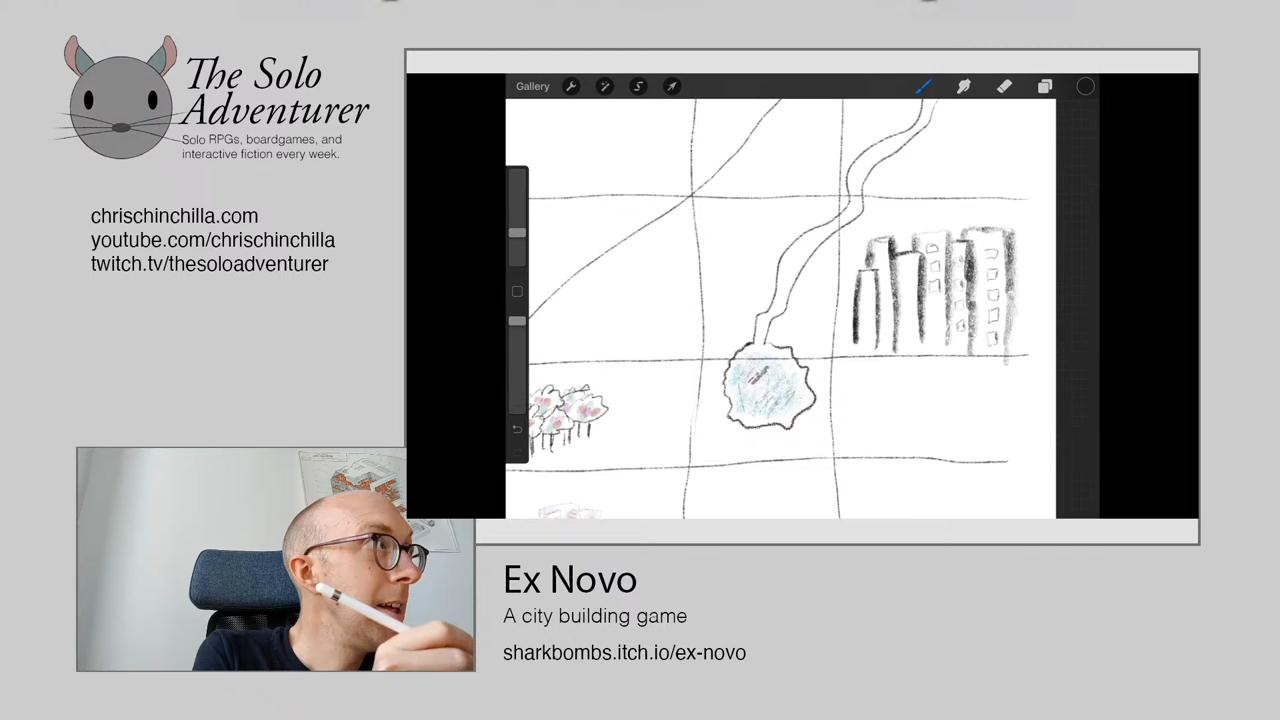 The Solo
Adventurer
Solo RPGs, boardgames, and
interactive fiction every week.
chrischinchilla.com
youtube.com/chrischinchilla
twitch.tv/thesoloadventurer
Gallery
Ex Novo
A city building game
sharkbombs.itch.io/ex-novo